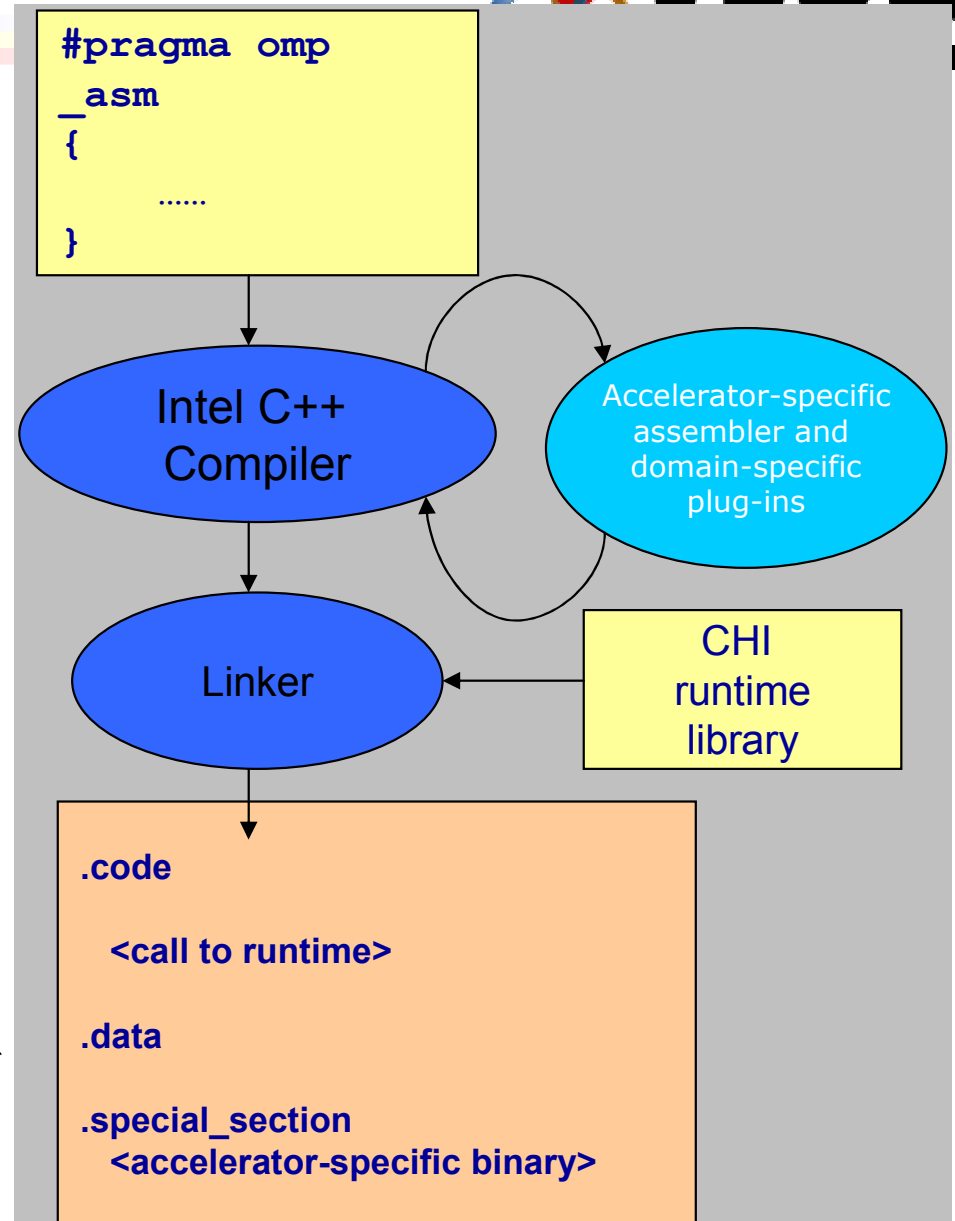 #pragma omp
_asm
{
......
}
Intel C++
Compiler
Accelerator-specific
assembler and
domain-specific
plug-ins
Linker
CHI
runtime
library
.code
<call to runtime>
.data
.special_section
<accelerator-specific binary>